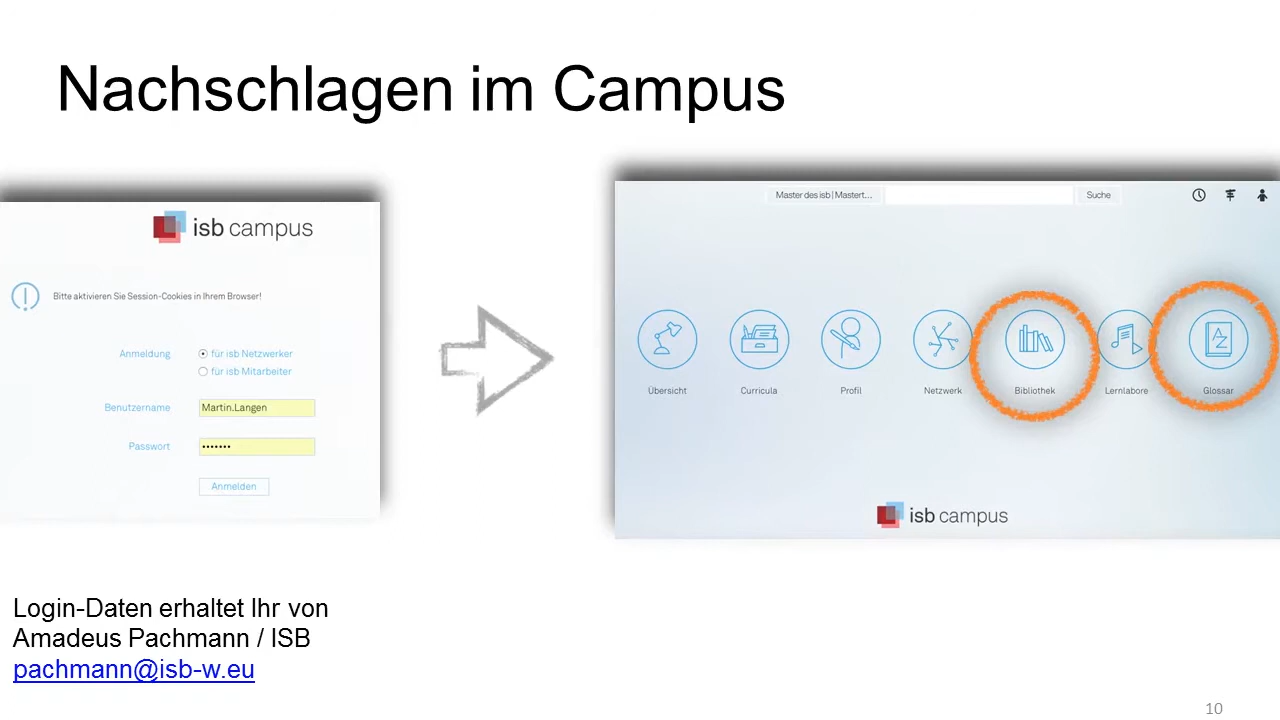 Nachschlagen im Campus
isb campus
Bitte aktivieren Sie Session-Cookies in Ihrem Browser!
Anmeldung
für isb Netzwerker
für isb Mitarbeiter
Benutzername
Martin.Langen
Passwort
•••••••
Anmelden
Master des isb | Mastert...
Suche
Übersicht
Curricula
Profil
Netzwerk
Bibliothek
Lernlabore
A Z
Glossar
isb campus
Login-Daten erhaltet Ihr von
Amadeus Pachmann / ISB
pachmann@isb-w.eu
10